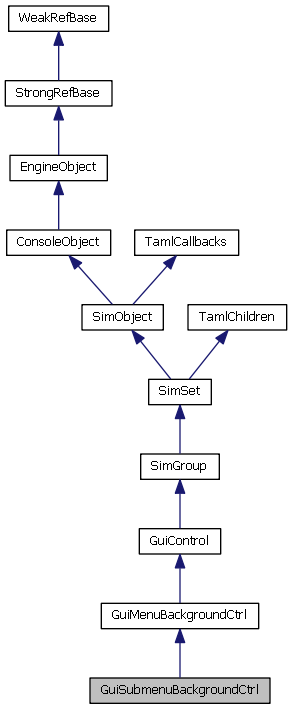 WeakRefBase
StrongRefBase
EngineObject
ConsoleObject
TamlCallbacks
SimObject
TamlChildren
SimSet
SimGroup
GuiControl
GuiMenuBackgroundCtrl
GuiSubmenuBackgroundCtrl